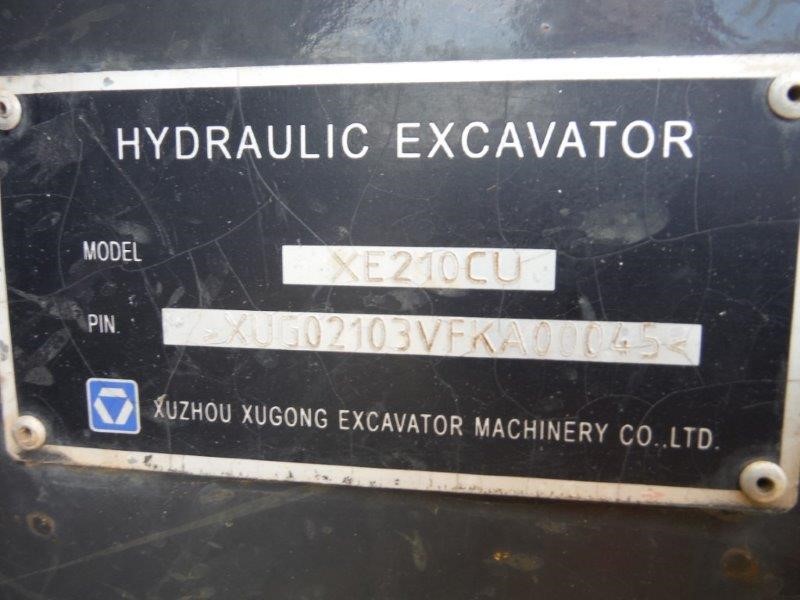 HYDRAULIC EXCAVATOR
MODEL XE210CU
PIN >XUG02103VFKA00045<
XUZHOU XUGONG EXCAVATOR MACHINERY CO.,LTD.